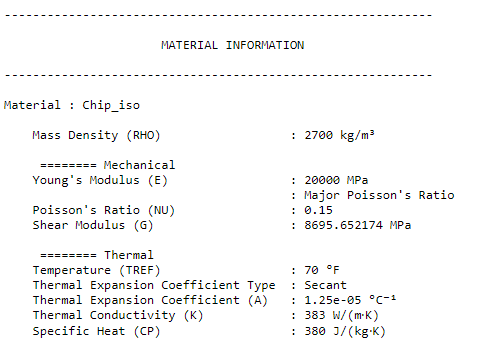 ------------------------------------------------------------
MATERIAL INFORMATION
------------------------------------------------------------
Material : Chip_iso
Mass Density (RHO) : 2700 kg/m³
======== Mechanical
Young's Modulus (E) : 20000 MPa
: Major Poisson's Ratio
Poisson's Ratio (NU) : 0.15
Shear Modulus (G) : 8695.652174 MPa
======== Thermal
Temperature (TREF) : 70 °F
Thermal Expansion Coefficient Type : Secant
Thermal Expansion Coefficient (A) : 1.25e-05 °C⁻¹
Thermal Conductivity (K) : 383 W/(m·K)
Specific Heat (CP) : 380 J/(kg·K)